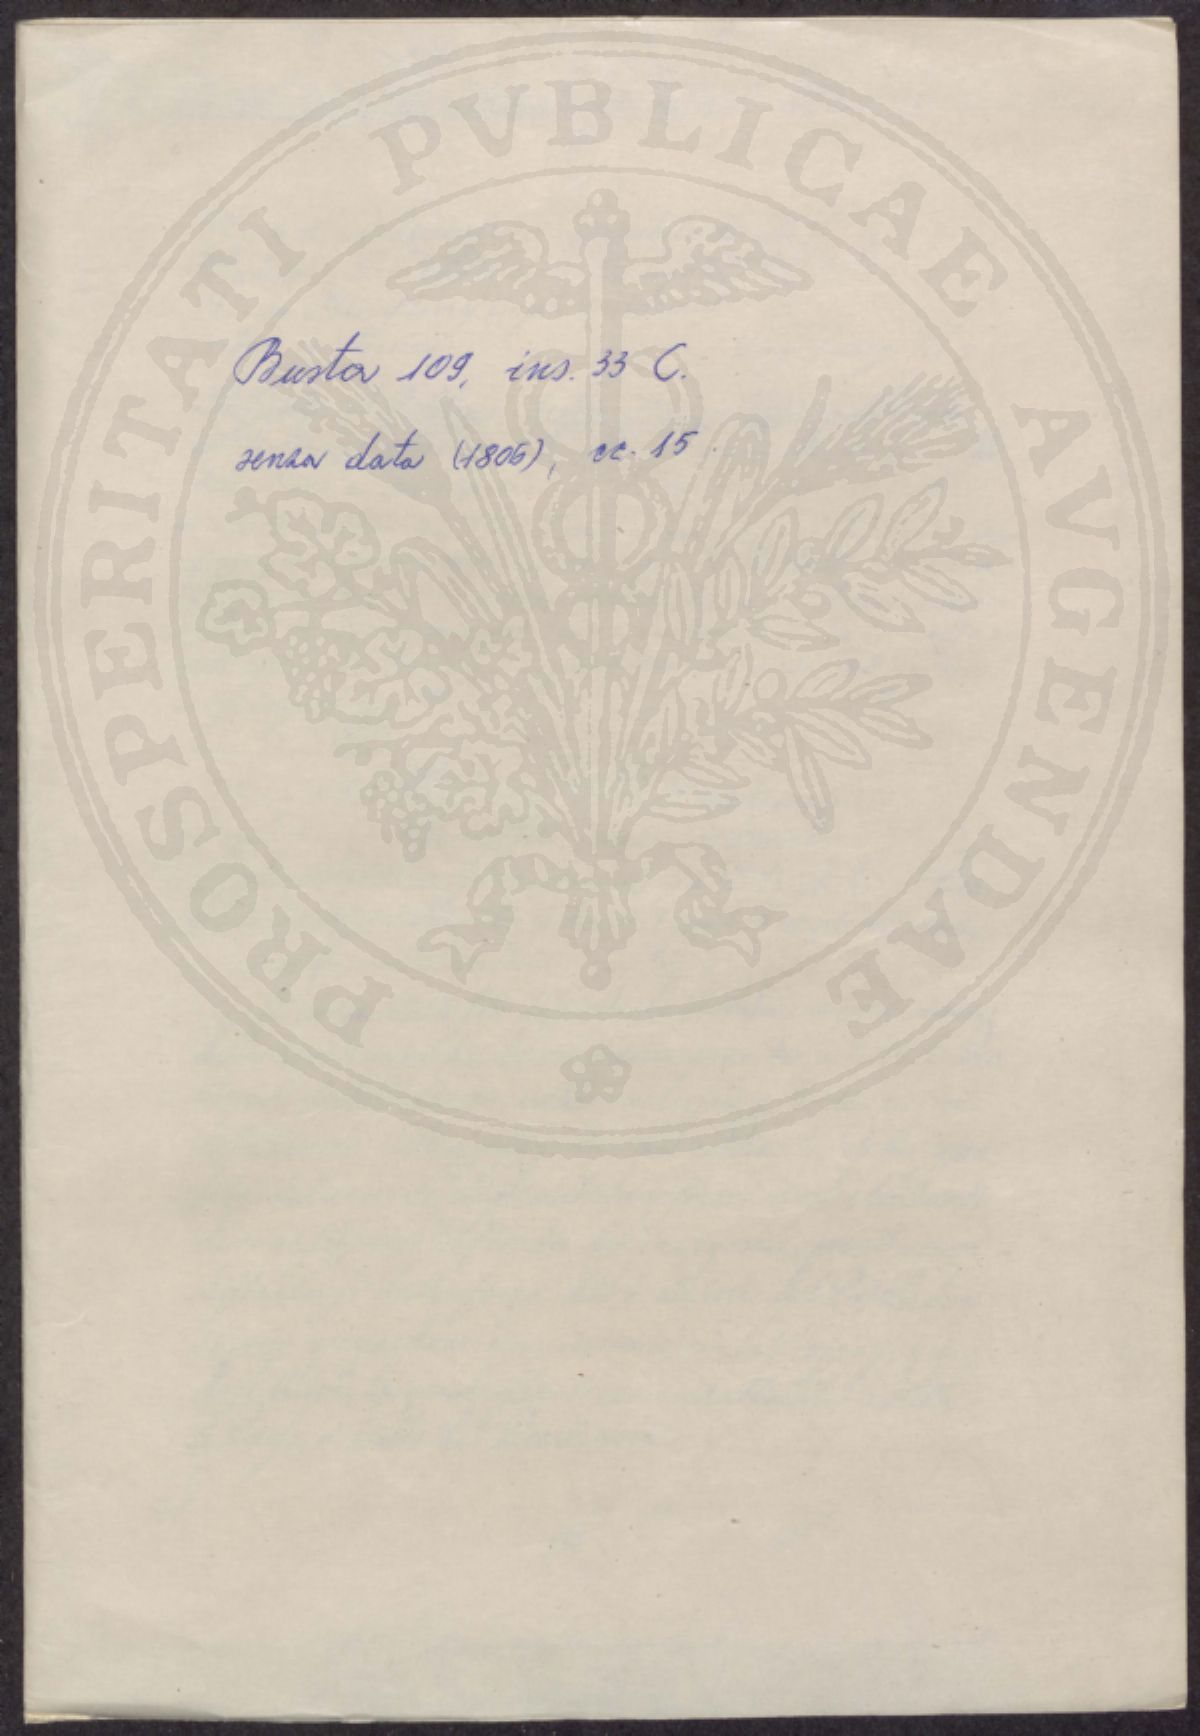 PROSPERITATI PVBLICAE AVGENDAE
Busta 109, ins. 33 C.
senza data (1806), cc. 15.